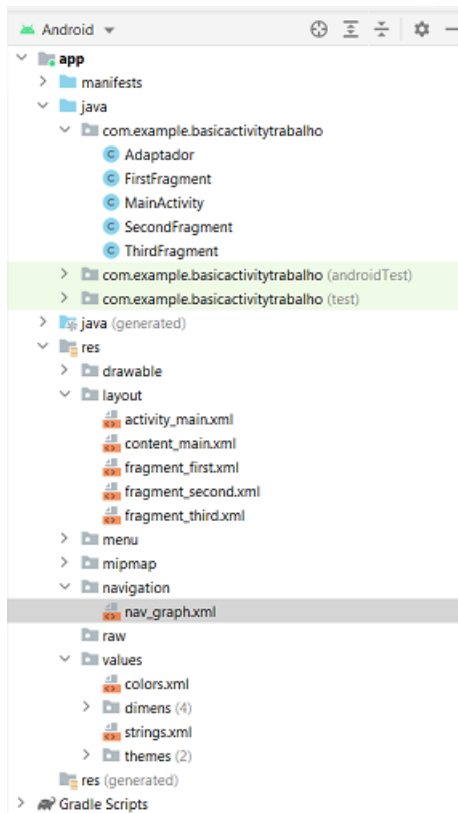 Android
app
manifests
java
com.example.basicactivitytrabalho
Adaptador
FirstFragment
MainActivity
SecondFragment
ThirdFragment
com.example.basicactivitytrabalho (androidTest)
com.example.basicactivitytrabalho (test)
java (generated)
res
drawable
layout
activity_main.xml
content_main.xml
fragment_first.xml
fragment_second.xml
fragment_third.xml
menu
mipmap
navigation
nav_graph.xml
raw
values
colors.xml
dimens (4)
strings.xml
themes (2)
res (generated)
Gradle Scripts